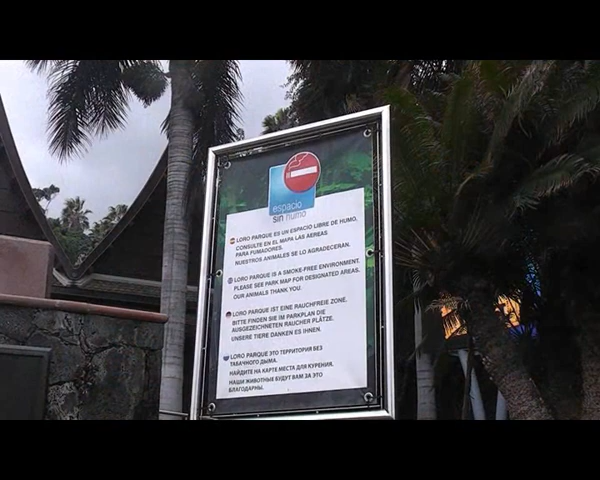 espacio
sin humo
LORO PARQUE ES UN ESPACIO LIBRE DE HUMO.
CONSULTE EN EL MAPA LAS AEREAS
PARA FUMADORES.
NUESTROS ANIMALES SE LO AGRADECERAN.
LORO PARQUE IS A SMOKE-FREE ENVIRONMENT.
PLEASE SEE PARK MAP FOR DESIGNATED AREAS.
OUR ANIMALS THANK YOU.
LORO PARQUE IST EINE RAUCHFREIE ZONE.
BITTE FINDEN SIE IM PARKPLAN DIE
AUSGEZEICHNETEN RAUCHER PLÄTZE.
UNSERE TIERE DANKEN ES IHNEN.
LORO PARQUE ЭТО ТЕРРИТОРИЯ БЕЗ
ТАБАЧНОГО ДЫМА.
НАЙДИТЕ НА КАРТЕ МЕСТА ДЛЯ КУРЕНИЯ.
НАШИ ЖИВОТНЫЕ БУДУТ ВАМ ЗА ЭТО
БЛАГОДАРНЫ.